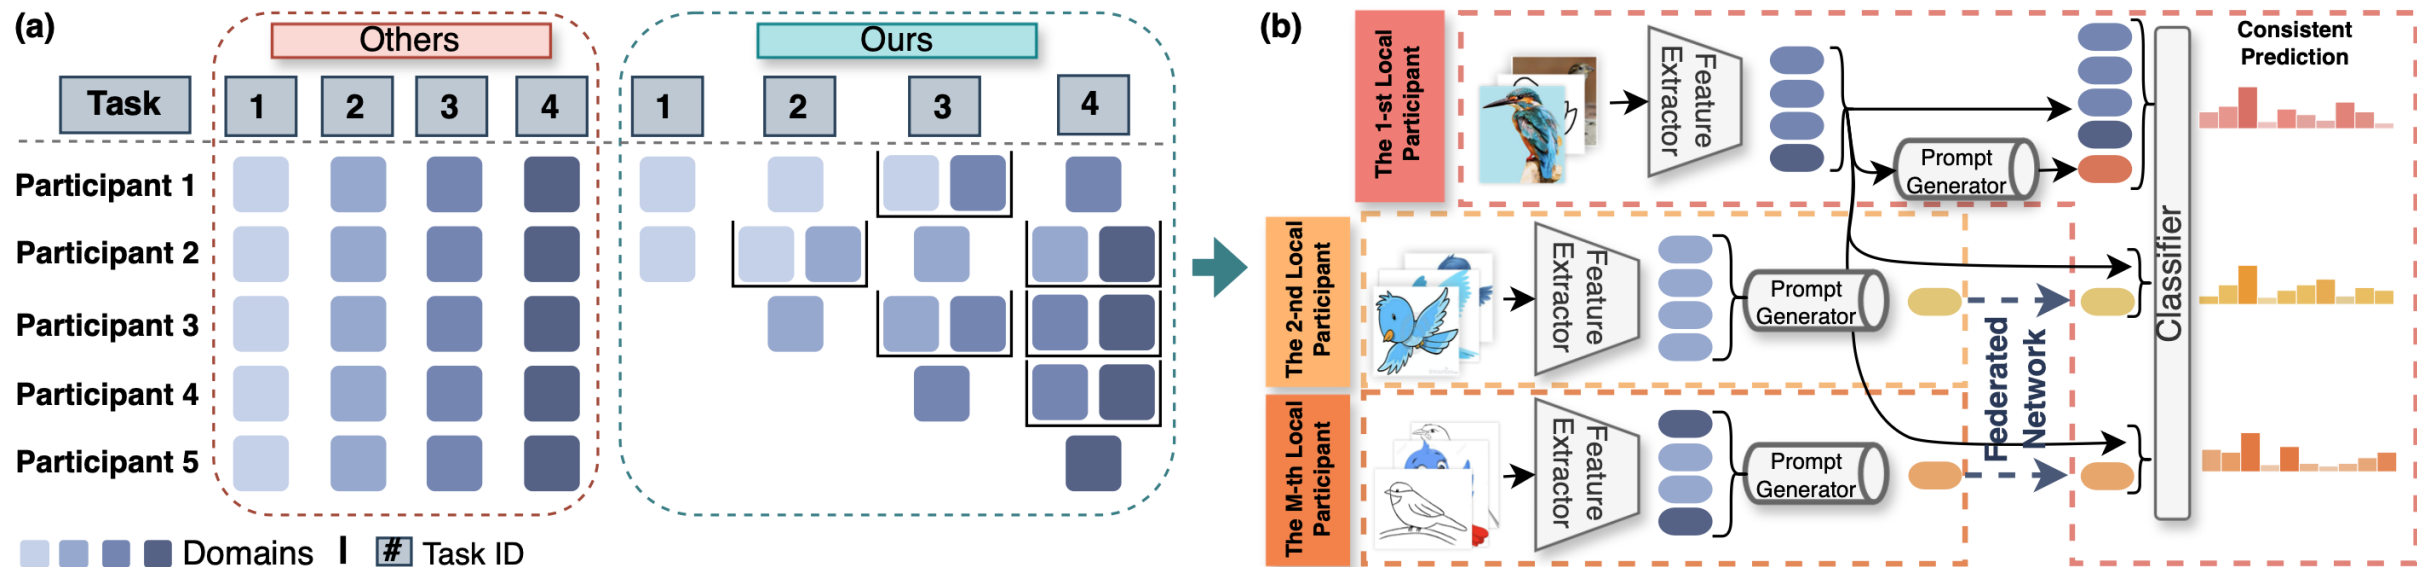 (a)
Others
Ours
Task
1
2
3
4
1
2
3
4
Participant 1
Participant 2
Participant 3
Participant 4
Participant 5
Domains
#
Task ID
(b)
The 1-st Local
Participant
Feature
Extractor
Prompt
Generator
Consistent
Prediction
The 2-nd Local
Participant
Feature
Extractor
Prompt
Generator
Federated
Network
Classifier
The M-th Local
Participant
Feature
Extractor
Prompt
Generator